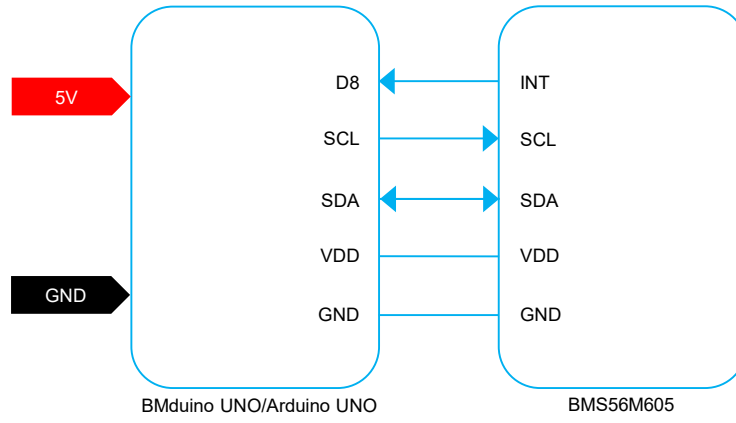 5V
GND
D8
SCL
SDA
VDD
GND
INT
SCL
SDA
VDD
GND
BMduino UNO/Arduino UNO
BMS56M605